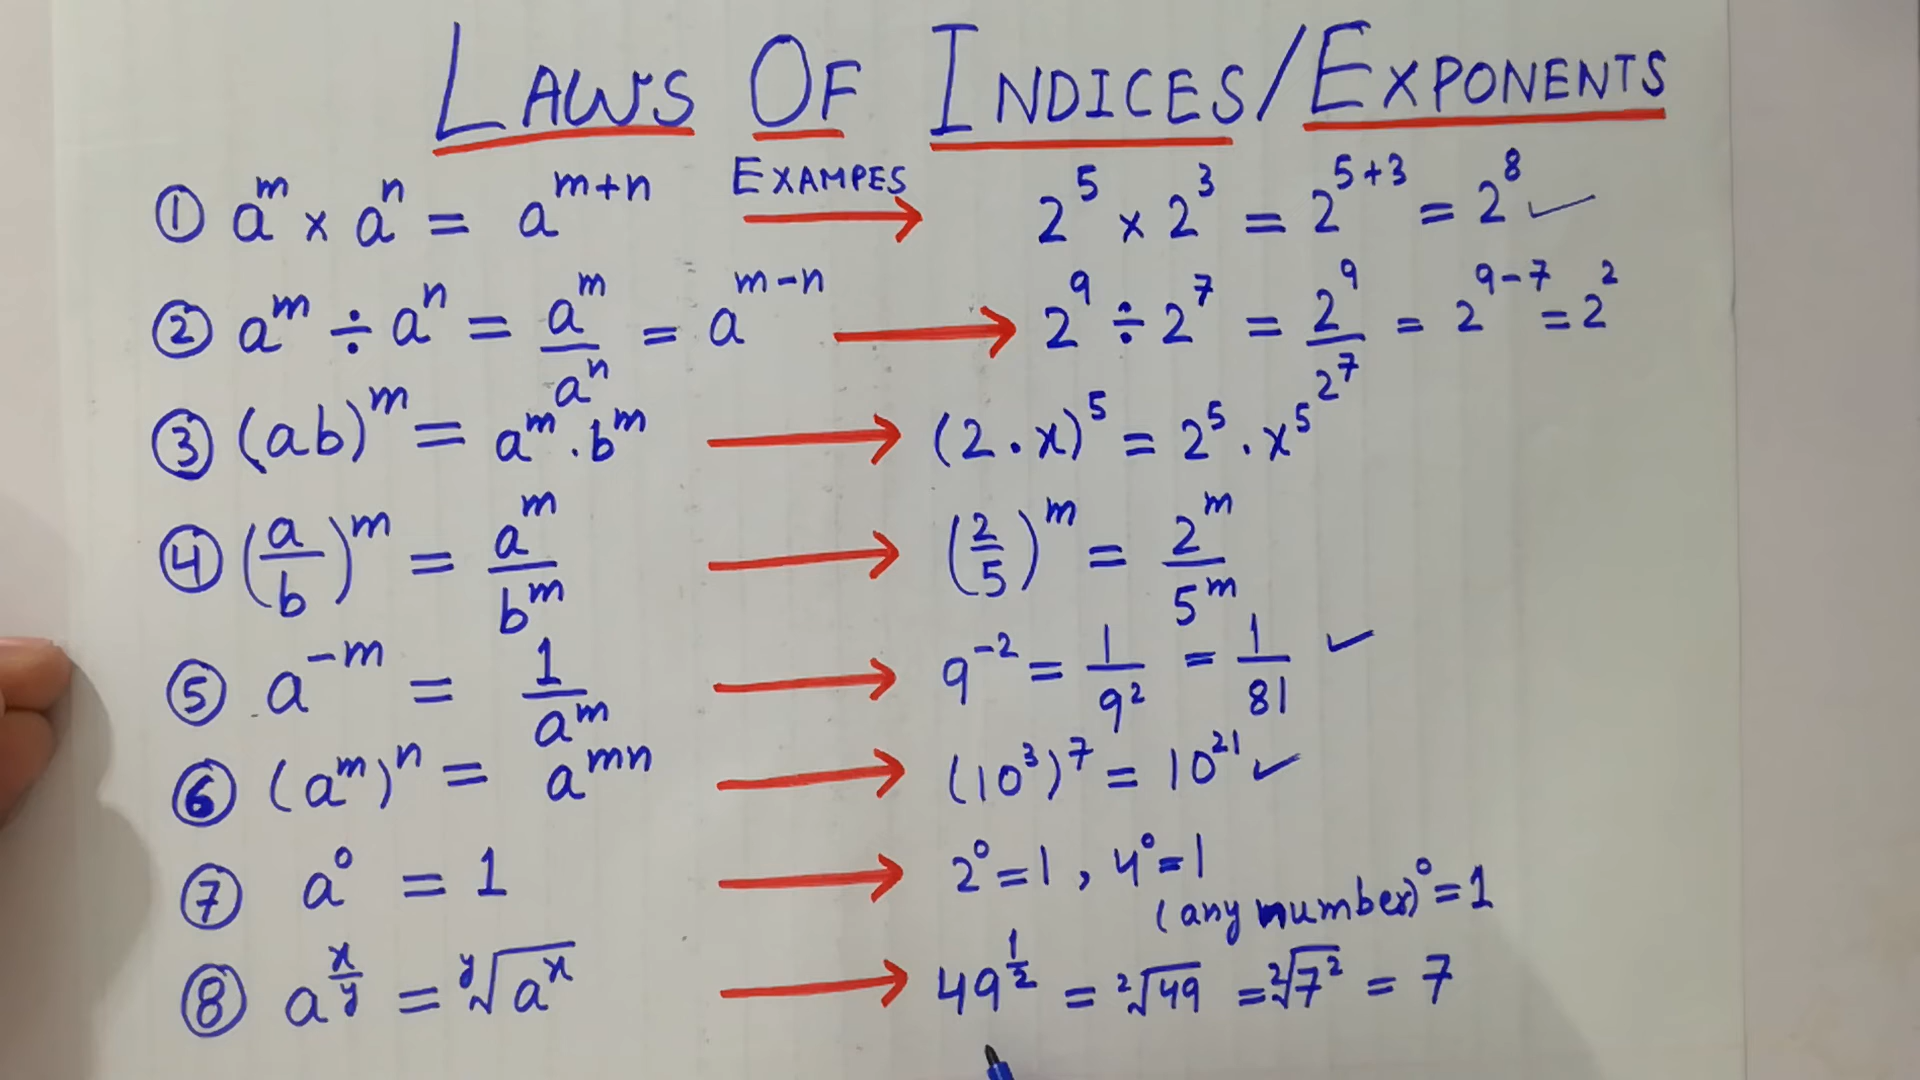 LAWS OF INDICES/EXPONENTS
EXAMPES
① a^m × a^n = a^(m+n) → 2^5 × 2^3 = 2^(5+3) = 2^8 ✓
② a^m ÷ a^n = a^m/a^n = a^(m-n) → 2^9 ÷ 2^7 = 2^9/2^7 = 2^(9-7) = 2^2
③ (ab)^m = a^m . b^m → (2 . x)^5 = 2^5 . x^5
④ (a/b)^m = a^m/b^m → (2/5)^m = 2^m/5^m
⑤ a^(-m) = 1/a^m → 9^(-2) = 1/9^2 = 1/81 ✓
⑥ (a^m)^n = a^(mn) → (10^3)^7 = 10^21 ✓
⑦ a^0 = 1 → 2^0 = 1 , 4^0 = 1
(any number)^0 = 1
⑧ a^(x/y) = ʸ√(a^x) → 49^(1/2) = ²√49 = ²√(7^2) = 7